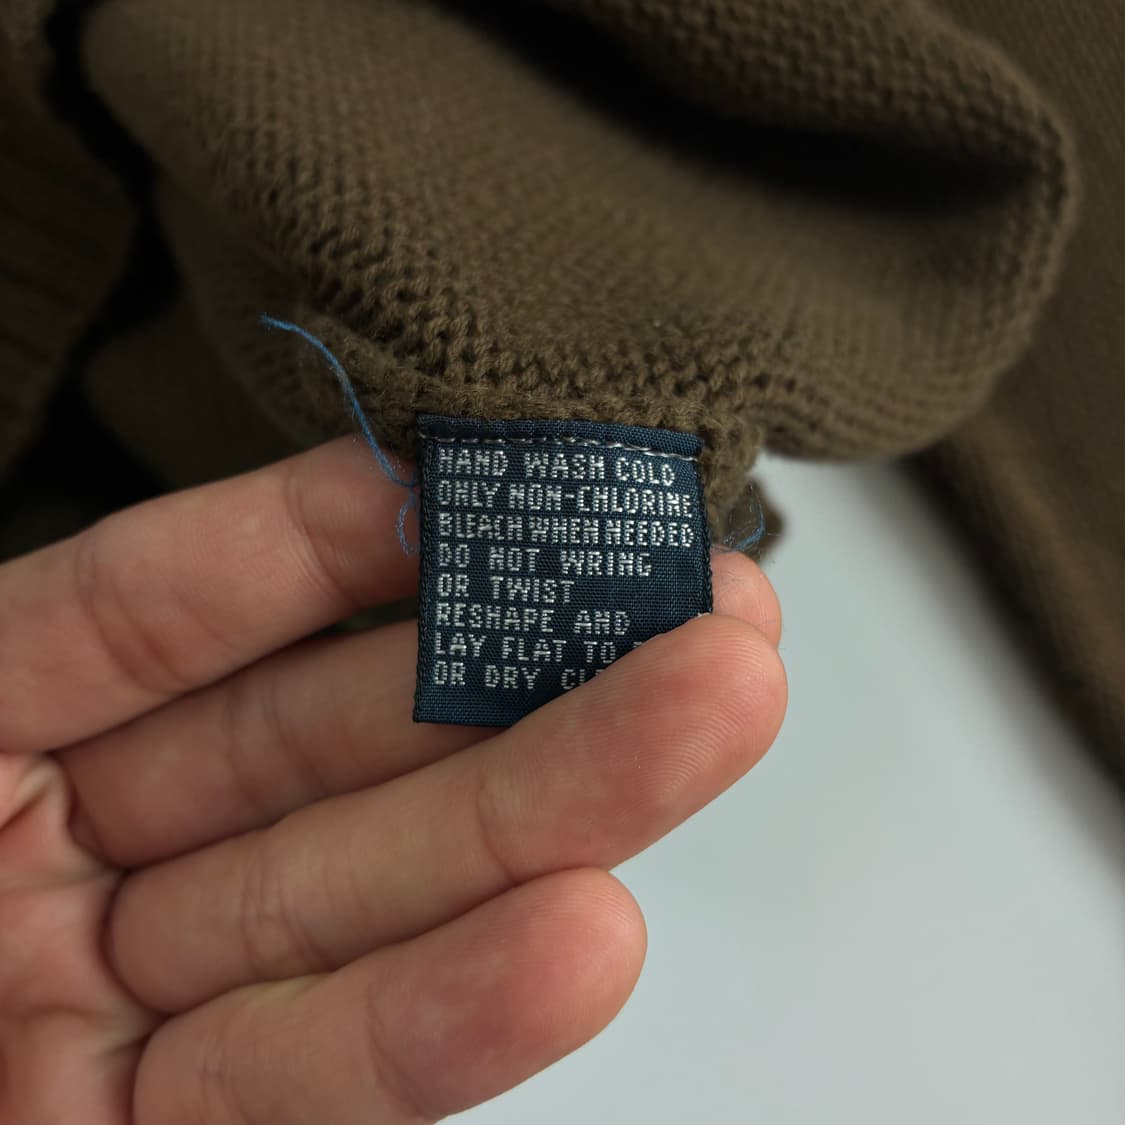 HAND WASH COLD
ONLY NON-CHLORINE
BLEACH WHEN NEEDED
DO NOT WRING
OR TWIST
RESHAPE AND
LAY FLAT TO
OR DRY